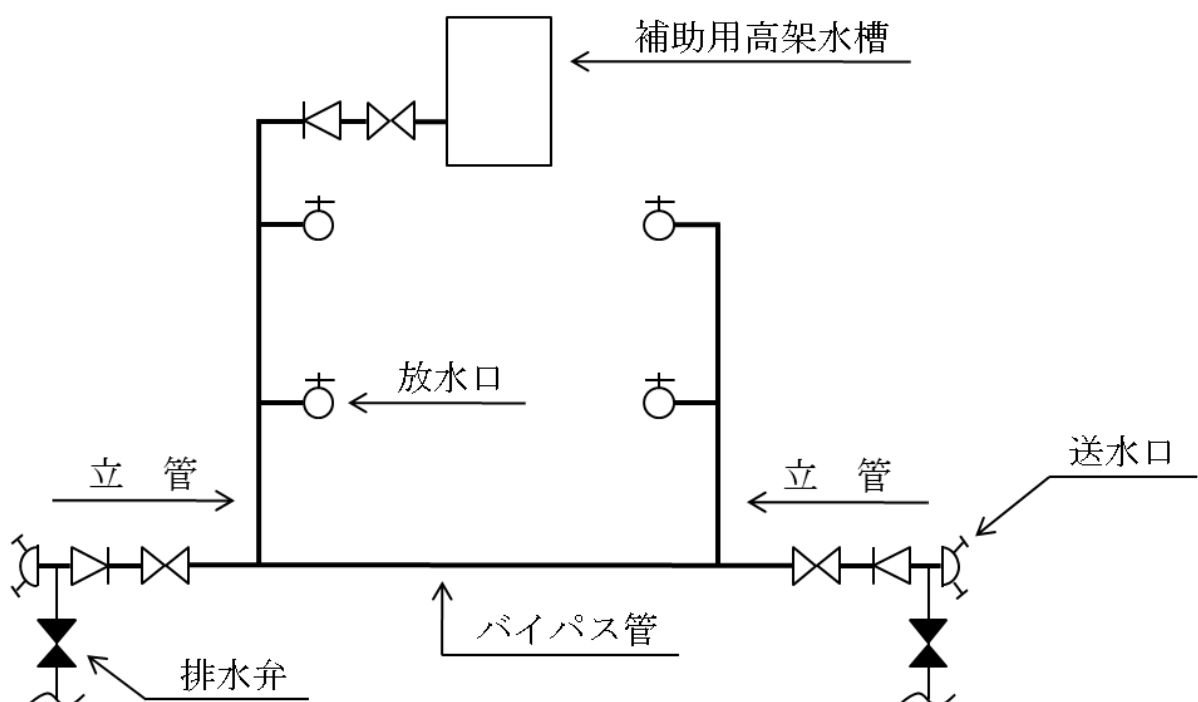 補助用高架水槽
放水口
立　管
立　管
送水口
バイパス管
排水弁